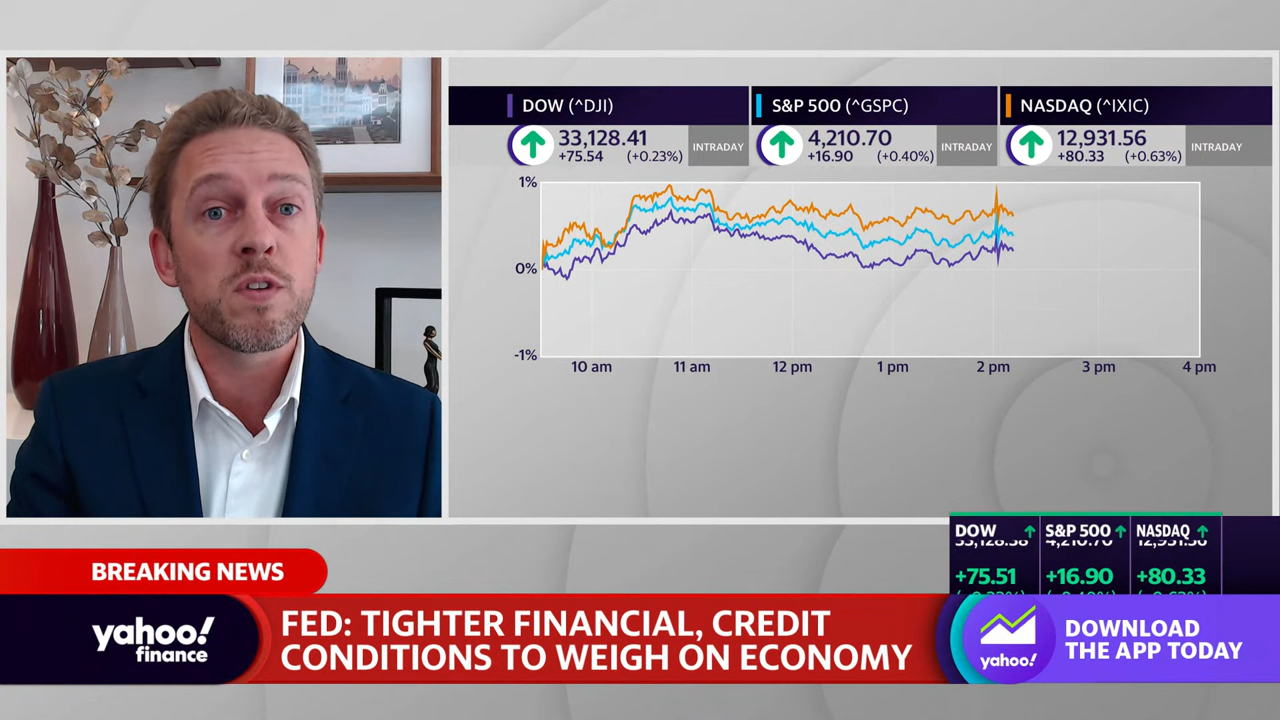 DOW (^DJI)
33,128.41
+75.54 (+0.23%)
INTRADAY
S&P 500 (^GSPC)
4,210.70
+16.90 (+0.40%)
INTRADAY
NASDAQ (^IXIC)
12,931.56
+80.33 (+0.63%)
INTRADAY
1%
0%
-1%
10 am 11 am 12 pm 1 pm 2 pm 3 pm 4 pm
DOW S&P 500 NASDAQ
+75.51 +16.90 +80.33
BREAKING NEWS
yahoo!
finance
FED: TIGHTER FINANCIAL, CREDIT
CONDITIONS TO WEIGH ON ECONOMY
yahoo!
DOWNLOAD
THE APP TODAY